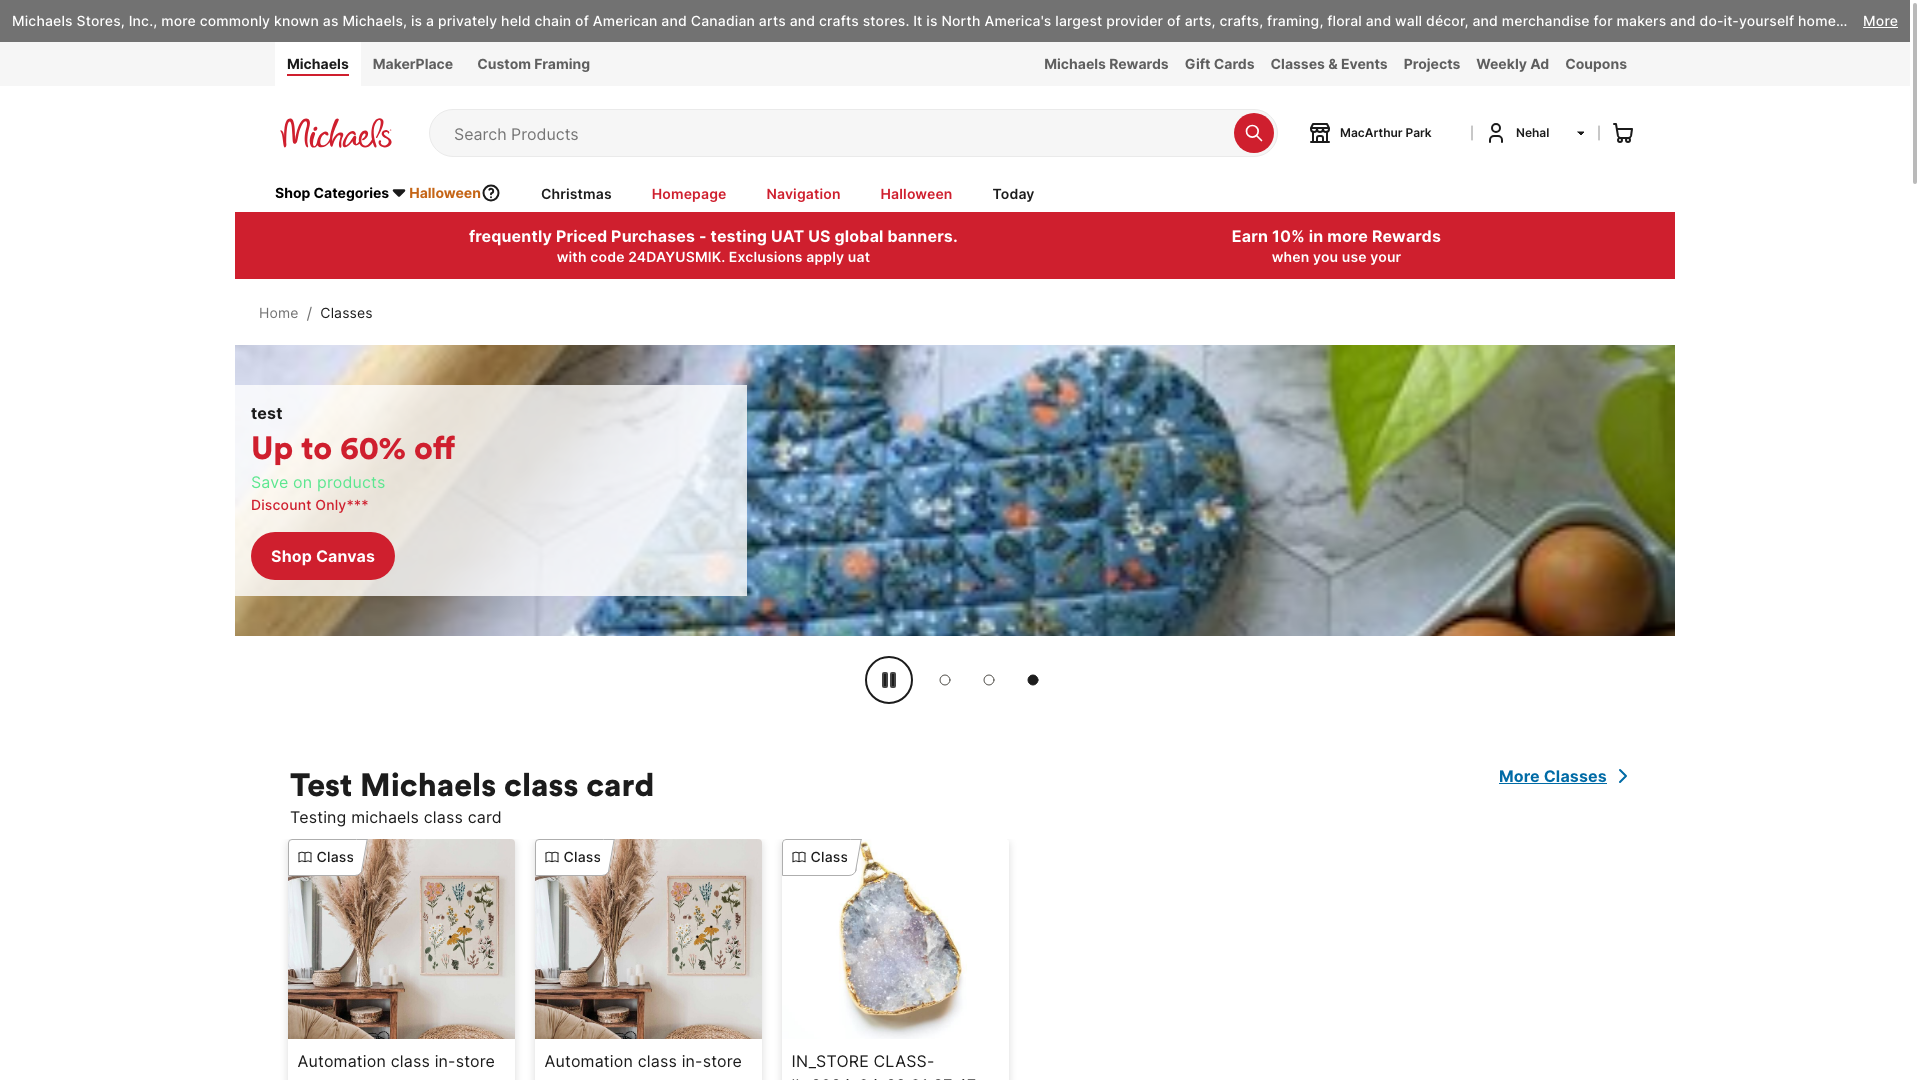 Michaels Stores, Inc., more commonly known as Michaels, is a privately held chain of American and Canadian arts and crafts stores. It is North America's largest provider of arts, crafts, framing, floral and wall décor, and merchandise for makers and do-it-yourself home... More
Michaels MakerPlace Custom Framing Michaels Rewards Gift Cards Classes & Events Projects Weekly Ad Coupons
Michaels Search Products MacArthur Park Nehal
Shop Categories Halloween Christmas Homepage Navigation Halloween Today
frequently Priced Purchases - testing UAT US global banners. Earn 10% in more Rewards
with code 24DAYUSMIK. Exclusions apply uat when you use your
Home / Classes
test
Up to 60% off
Save on products
Discount Only***
Shop Canvas
Test Michaels class card More Classes
Testing michaels class card
Class Class Class
Automation class in-store Automation class in-store IN_STORE CLASS-